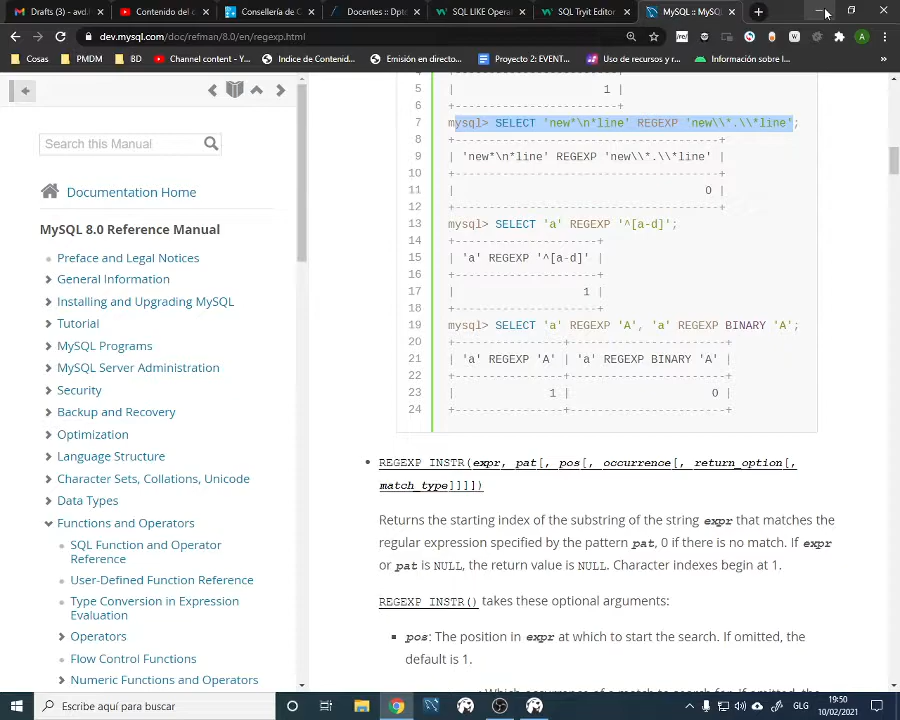 Drafts (3) - avd.f
Contenido del c
Consellería de C
Docentes :: Dpto
SQL LIKE Opera
SQL Tryit Editor
MySQL :: MySQ
dev.mysql.com/doc/refman/8.0/en/regexp.html
Cosas
PMDM
BD
Channel content - Y...
Indice de Contenid...
Emisión en directo...
Proyecto 2: EVENT...
Uso de recursos y r...
Información sobre l...
»
Search this Manual
Documentation Home
MySQL 8.0 Reference Manual
Preface and Legal Notices
General Information
Installing and Upgrading MySQL
Tutorial
MySQL Programs
MySQL Server Administration
Security
Backup and Recovery
Optimization
Language Structure
Character Sets, Collations, Unicode
Data Types
Functions and Operators
SQL Function and Operator
Reference
User-Defined Function Reference
Type Conversion in Expression
Evaluation
Operators
Flow Control Functions
Numeric Functions and Operators
5 | 1 |
6 +---------------------+
7 mysql> SELECT 'new*\n*line' REGEXP 'new\\*.\\*line';
8 +---------------------------------------+
9 | 'new*\n*line' REGEXP 'new\\*.\\*line' |
10 +---------------------------------------+
11 | 0 |
12 +---------------------------------------+
13 mysql> SELECT 'a' REGEXP '^[a-d]';
14 +---------------------+
15 | 'a' REGEXP '^[a-d]' |
16 +---------------------+
17 | 1 |
18 +---------------------+
19 mysql> SELECT 'a' REGEXP 'A', 'a' REGEXP BINARY 'A';
20 +----------------+-----------------------+
21 | 'a' REGEXP 'A' | 'a' REGEXP BINARY 'A' |
22 +----------------+-----------------------+
23 | 1 | 0 |
24 +----------------+-----------------------+
REGEXP_INSTR(expr, pat[, pos[, occurrence[, return_option[,
match_type]]]])
Returns the starting index of the substring of the string expr that matches the
regular expression specified by the pattern pat, 0 if there is no match. If expr
or pat is NULL, the return value is NULL. Character indexes begin at 1.
REGEXP_INSTR() takes these optional arguments:
pos: The position in expr at which to start the search. If omitted, the
default is 1.
: Which occurrence of a match to search for. If omitted, the
Escribe aquí para buscar
GLG
19:50
10/02/2021